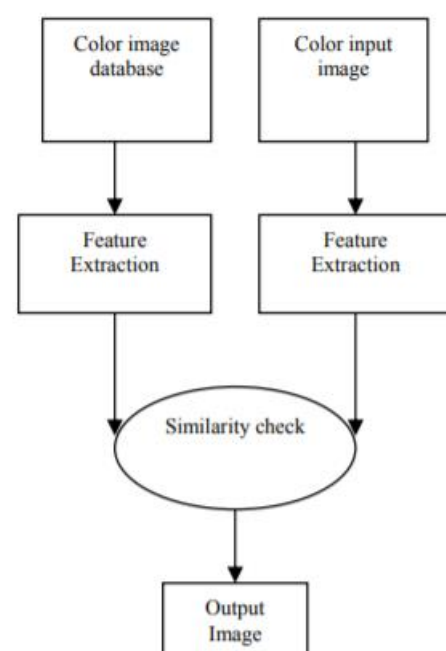 Color image
database
Color input
image
Feature
Extraction
Feature
Extraction
Similarity check
Output
Image